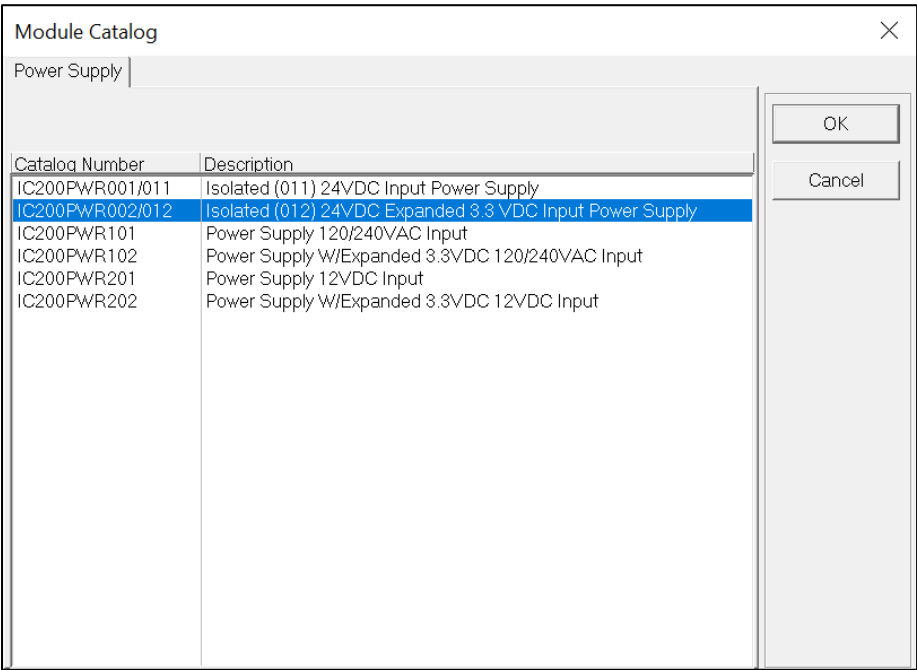 Module Catalog
Power Supply
OK
Cancel
Catalog Number Description
IC200PWR001/011 Isolated (011) 24VDC Input Power Supply
IC200PWR002/012 Isolated (012) 24VDC Expanded 3.3 VDC Input Power Supply
IC200PWR101 Power Supply 120/240VAC Input
IC200PWR102 Power Supply W/Expanded 3.3VDC 120/240VAC Input
IC200PWR201 Power Supply 12VDC Input
IC200PWR202 Power Supply W/Expanded 3.3VDC 12VDC Input